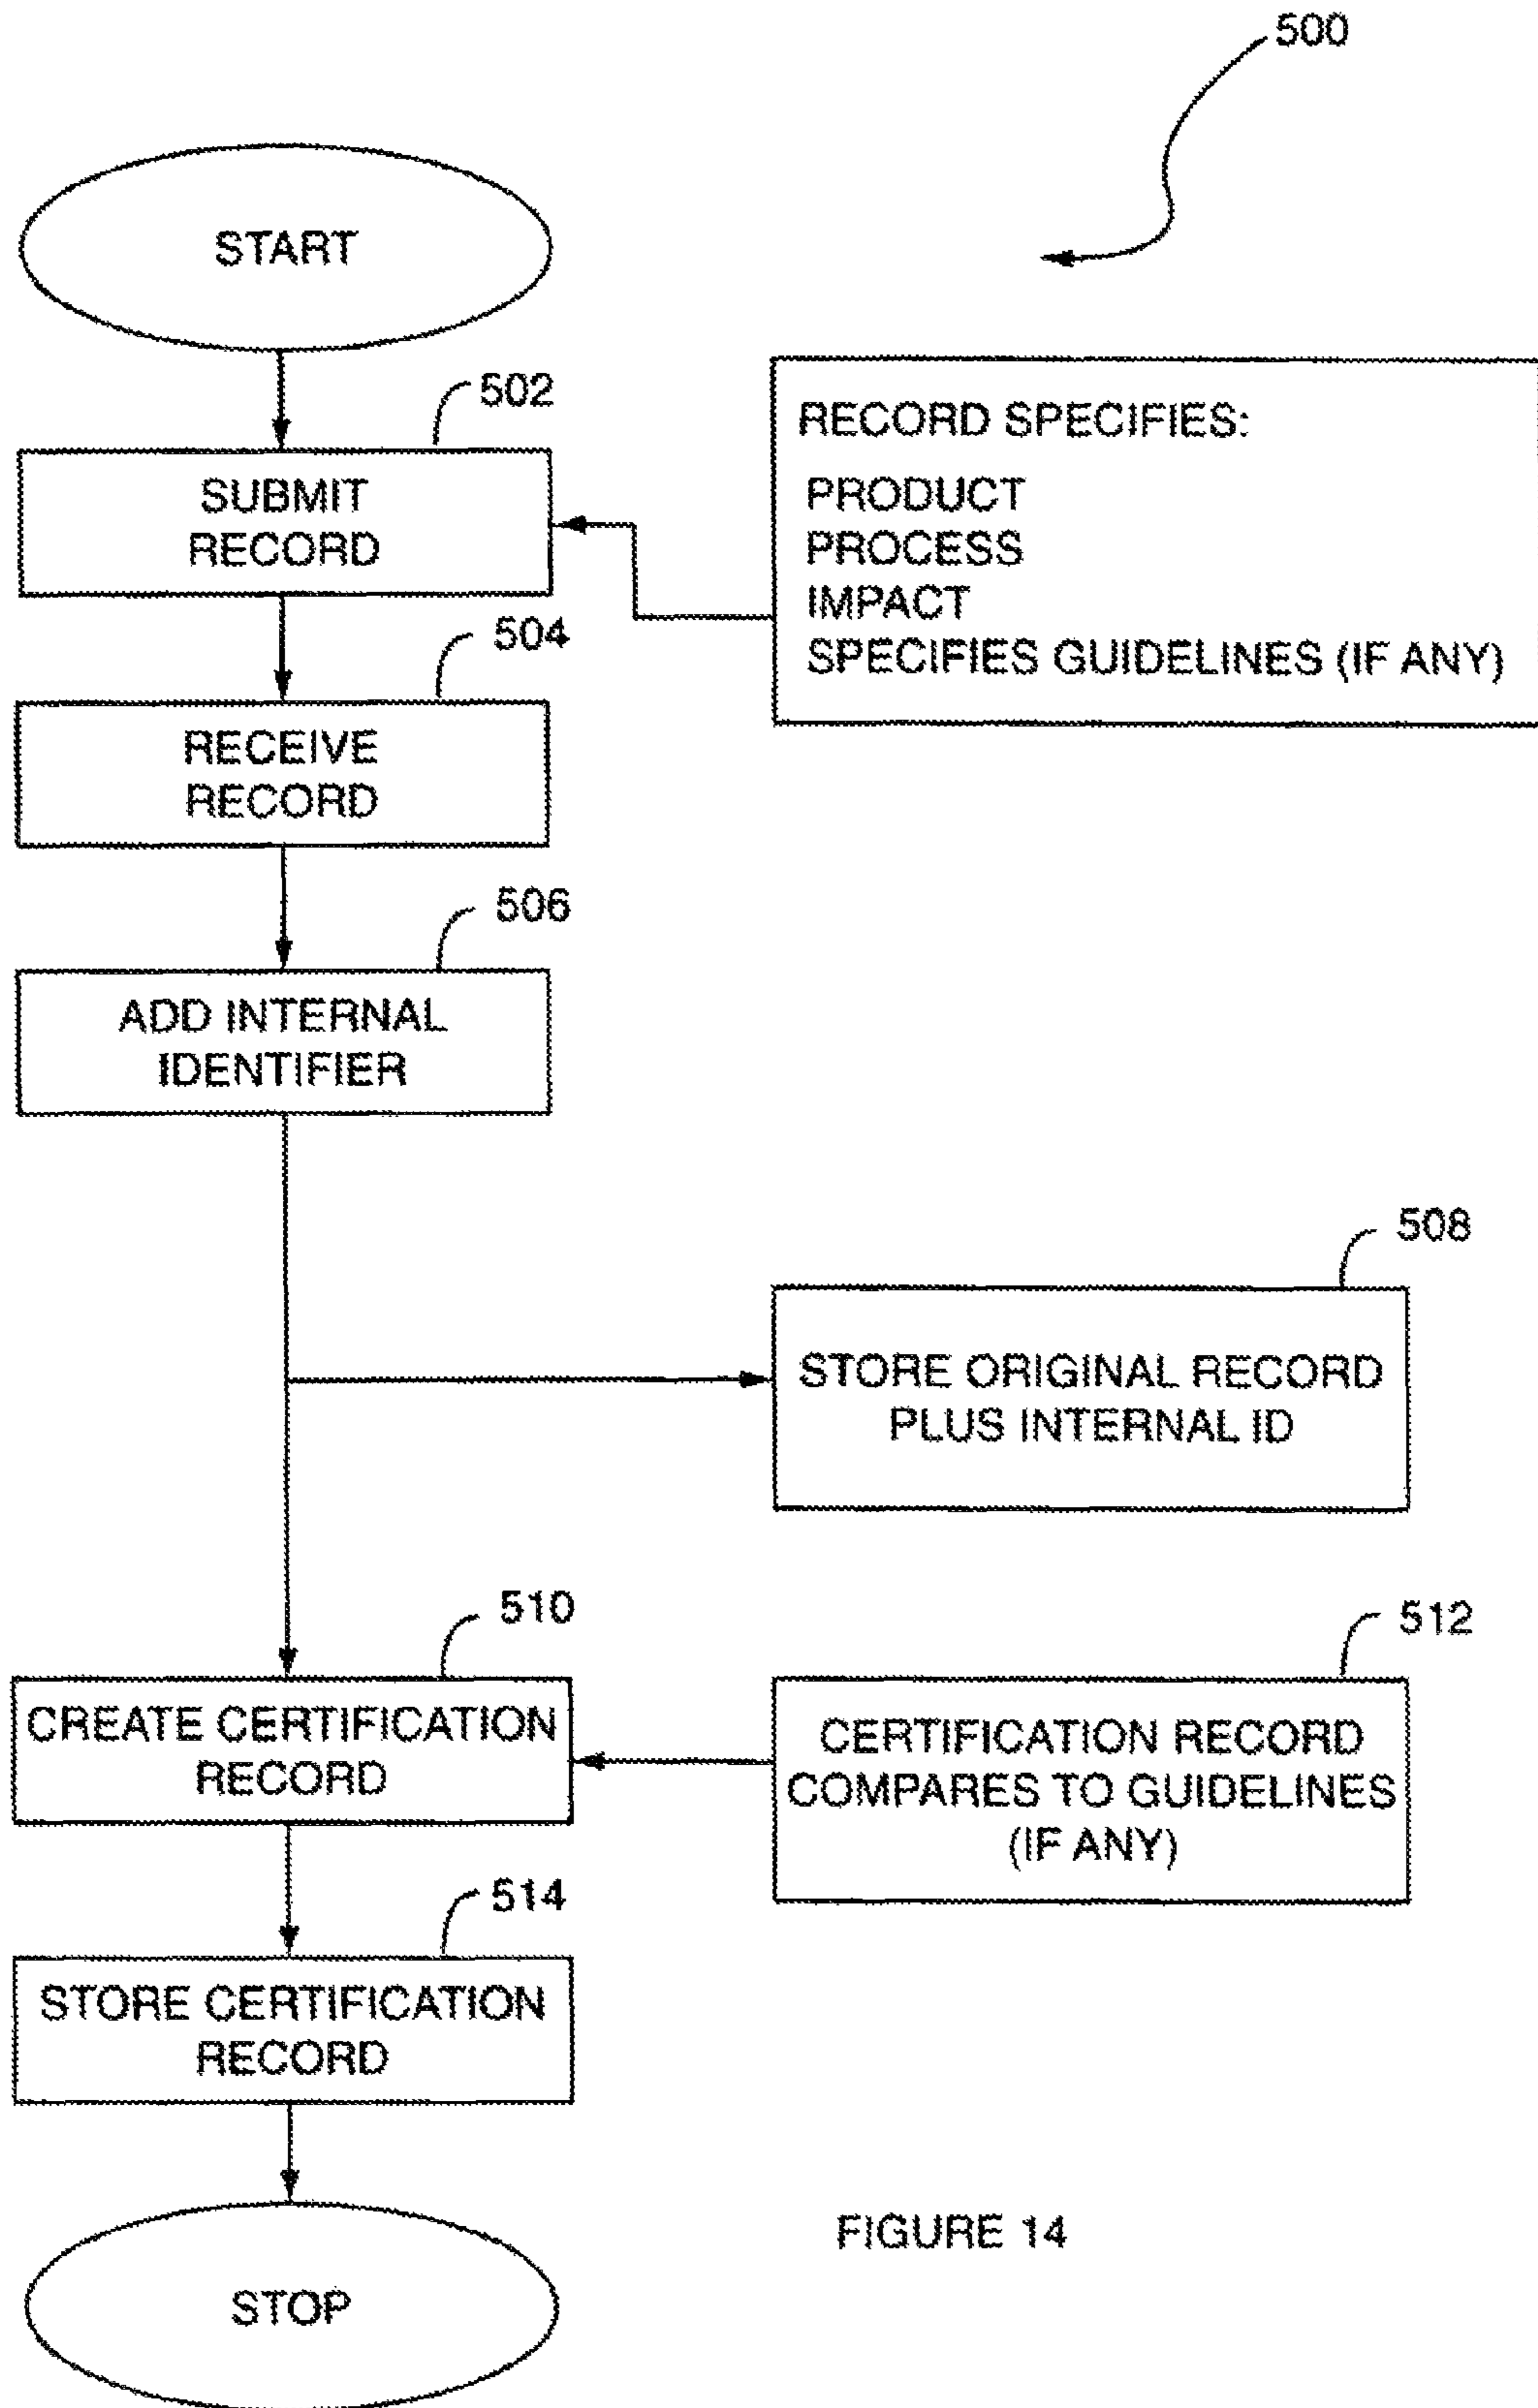 500
START
502
SUBMIT
RECORD
RECORD SPECIFIES:
PRODUCT
PROCESS
IMPACT
SPECIFIES GUIDELINES (IF ANY)
504
RECEIVE
RECORD
506
ADD INTERNAL
IDENTIFIER
508
STORE ORIGINAL RECORD
PLUS INTERNAL ID
510
CREATE CERTIFICATION
RECORD
512
CERTIFICATION RECORD
COMPARES TO GUIDELINES
(IF ANY)
514
STORE CERTIFICATION
RECORD
STOP
FIGURE 14